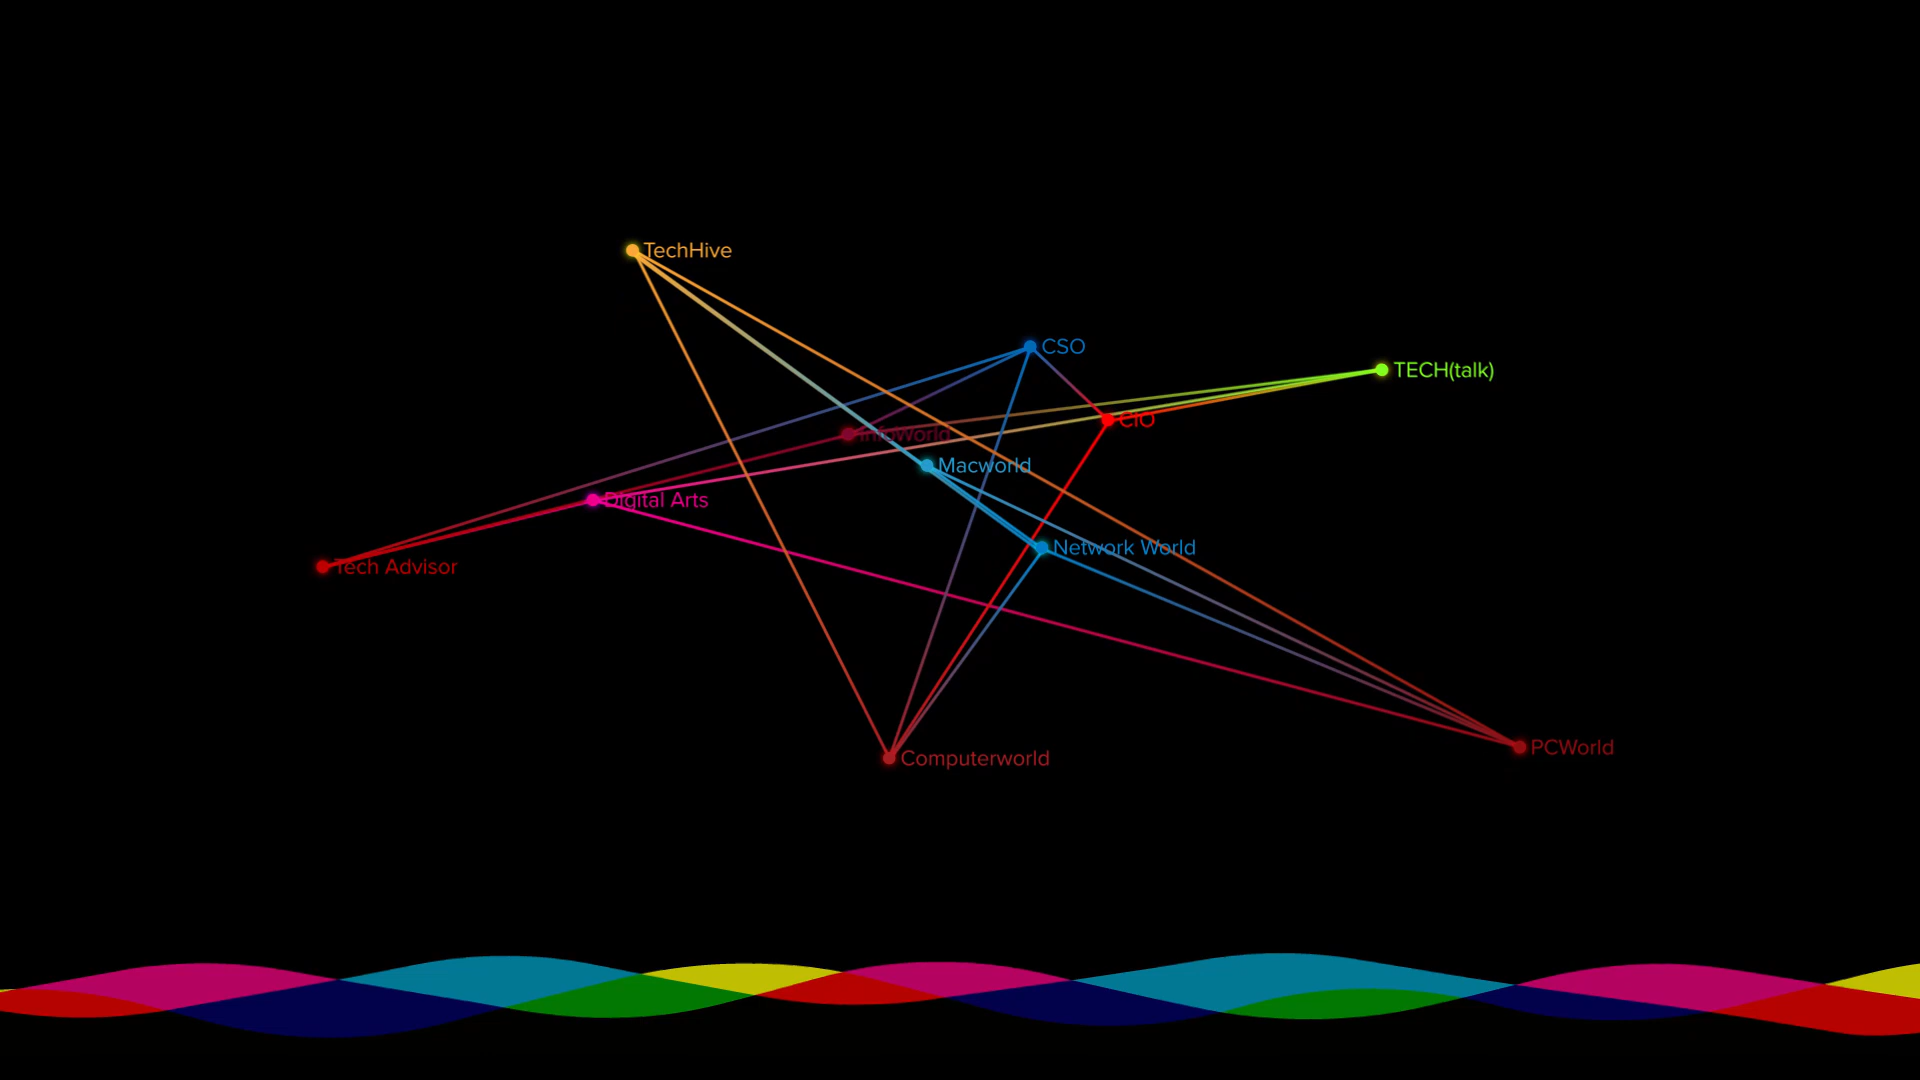 TechHive
CSO
TECH(talk)
CIO
InfoWorld
Macworld
Digital Arts
Network World
Tech Advisor
PCWorld
Computerworld